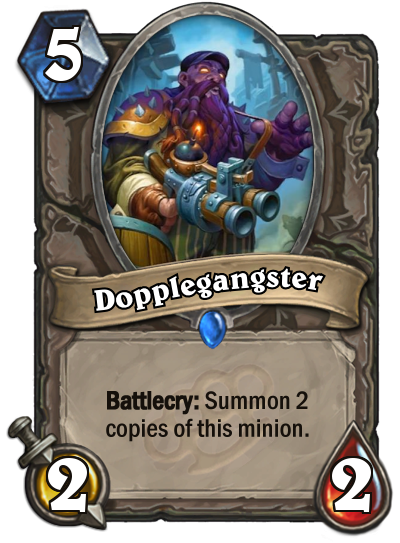 5
Dopplegangster
Battlecry: Summon 2
copies of this minion.
2
2